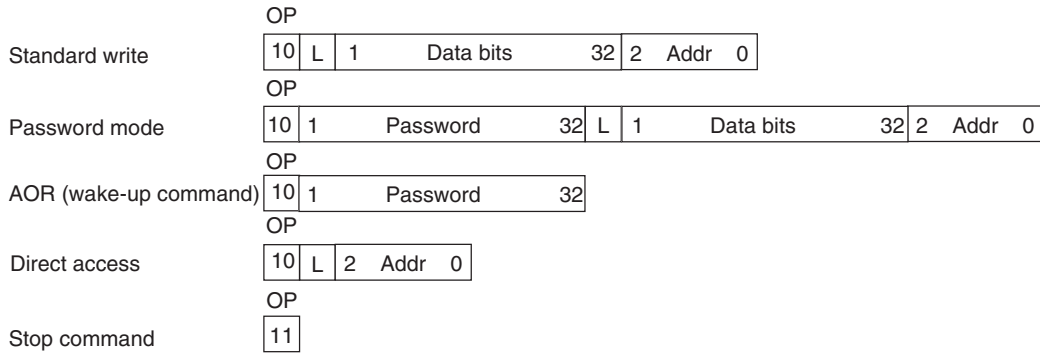 OP
Standard write 10 L 1 Data bits 32 2 Addr 0
OP
Password mode 10 1 Password 32 L 1 Data bits 32 2 Addr 0
OP
AOR (wake-up command) 10 1 Password 32
OP
Direct access 10 L 2 Addr 0
OP
Stop command 11